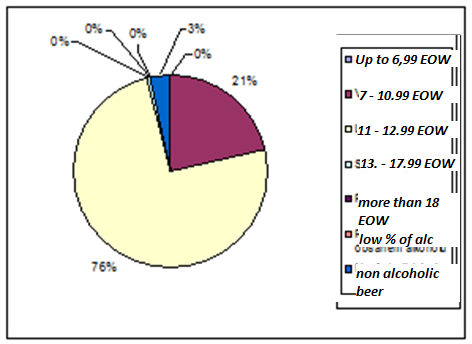 0%
0%
0%
3%
0%
21%
76%
Up to 6,99 EOW
7 - 10.99 EOW
11 - 12.99 EOW
13. - 17.99 EOW
more than 18
EOW
low % of alc
non alcoholic
beer